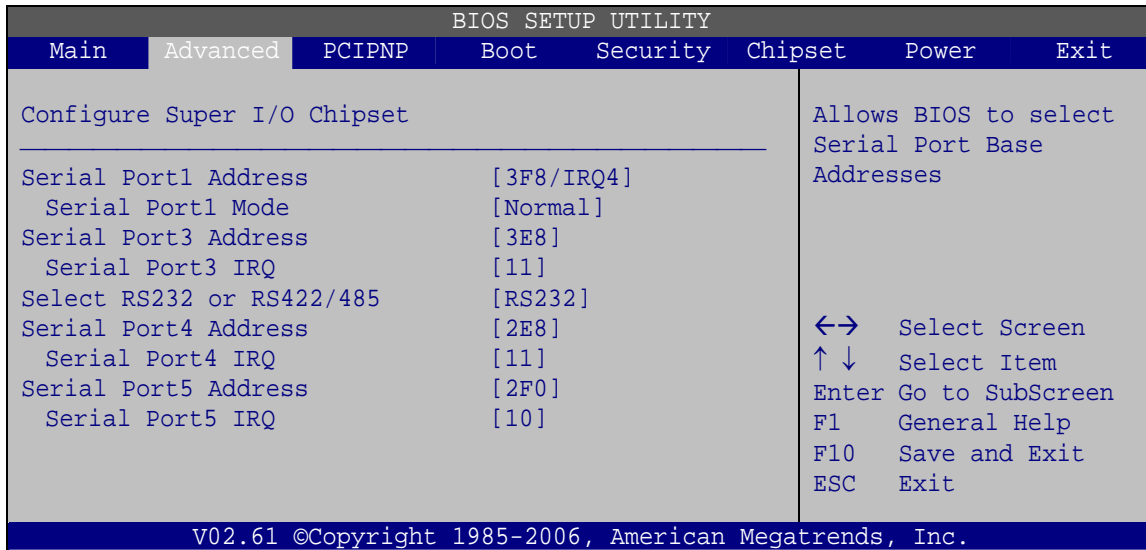 BIOS SETUP UTILITY
Main Advanced PCIPNP Boot Security Chipset Power Exit
Configure Super I/O Chipset
Serial Port1 Address [3F8/IRQ4]
Serial Port1 Mode [Normal]
Serial Port3 Address [3E8]
Serial Port3 IRQ [11]
Select RS232 or RS422/485 [RS232]
Serial Port4 Address [2E8]
Serial Port4 IRQ [11]
Serial Port5 Address [2F0]
Serial Port5 IRQ [10]
Allows BIOS to select
Serial Port Base
Addresses
←→ Select Screen
↑ ↓ Select Item
Enter Go to SubScreen
F1 General Help
F10 Save and Exit
ESC Exit
V02.61 ©Copyright 1985-2006, American Megatrends, Inc.